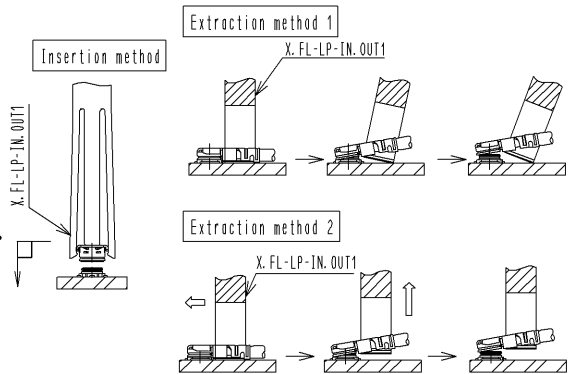 Extraction method 1
X.FL-LP-IN.OUT1
Insertion method
X.FL-LP-IN.OUT1
Extraction method 2
X.FL-LP-IN.OUT1